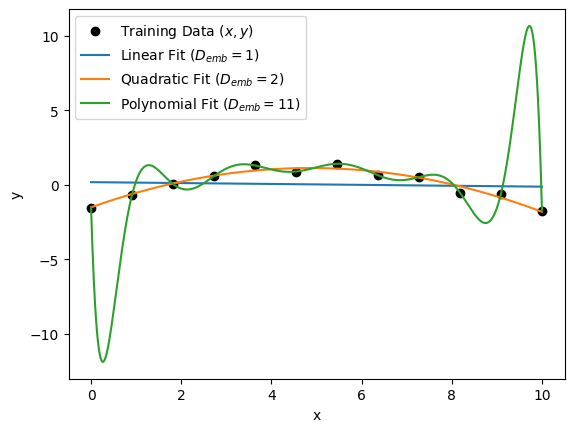 Training Data (x, y)
Linear Fit (D_emb = 1)
Quadratic Fit (D_emb = 2)
Polynomial Fit (D_emb = 11)
10
5
0
−5
−10
y
0 2 4 6 8 10
x